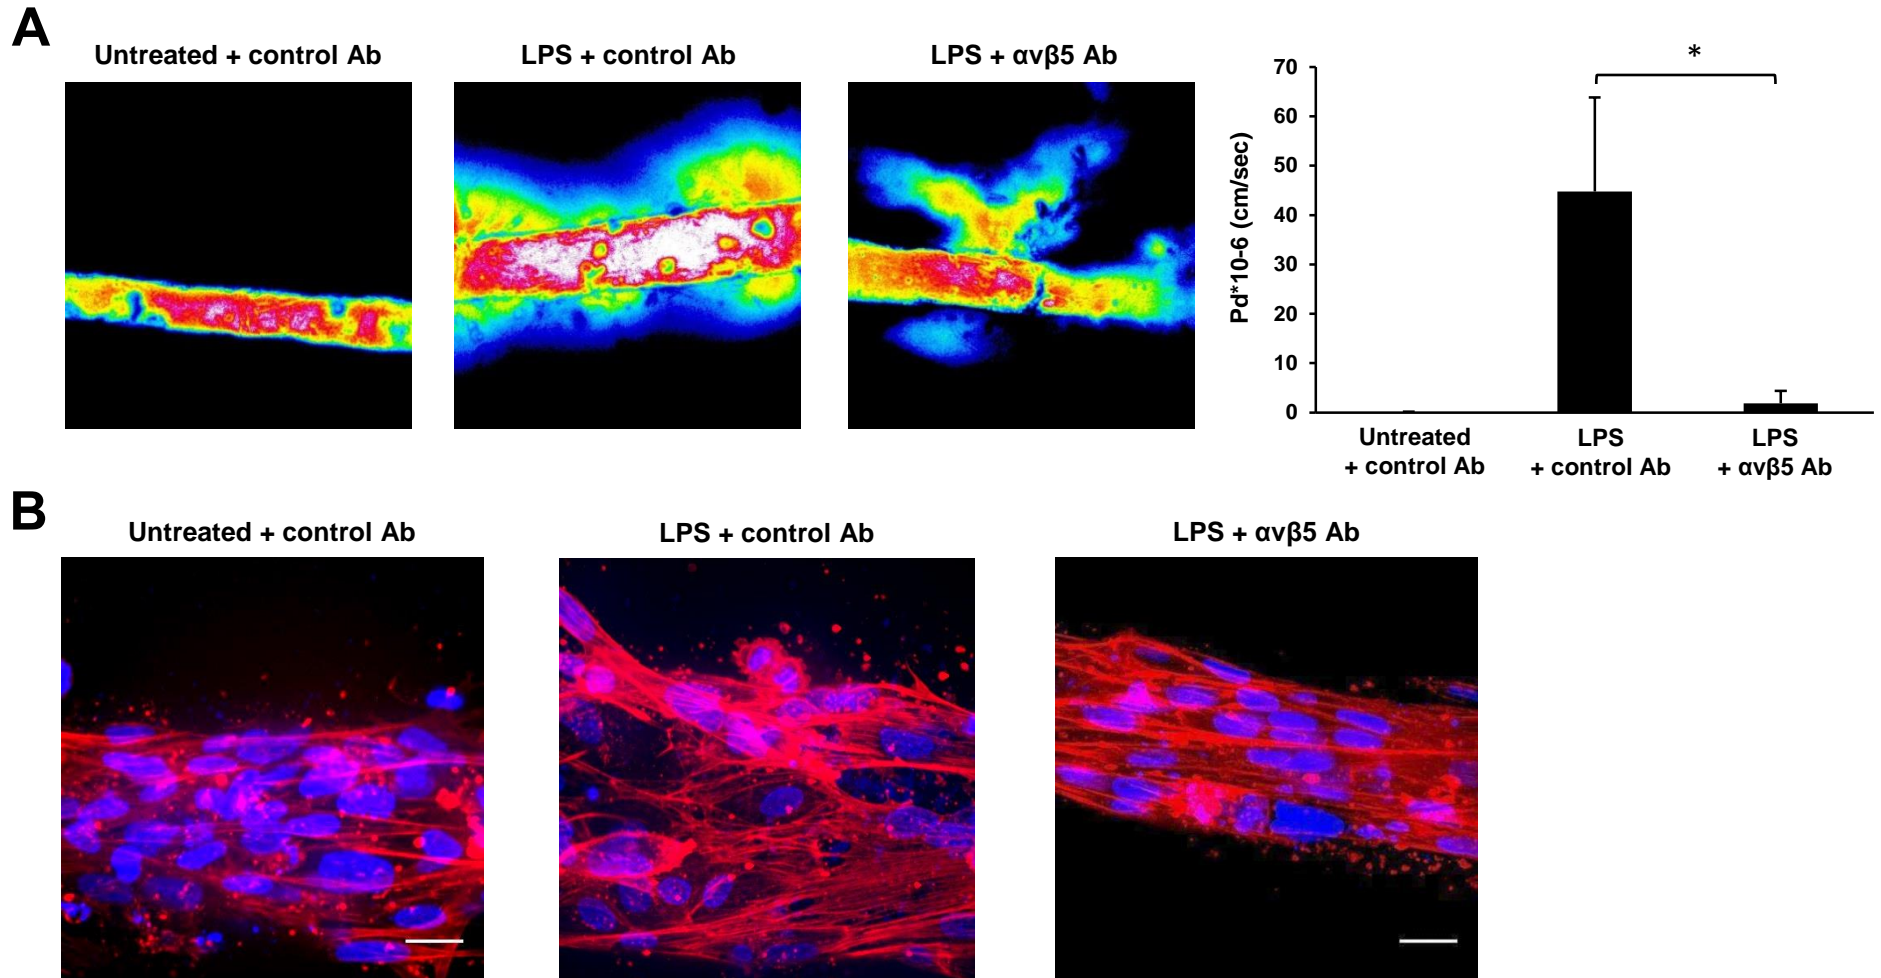 A
Untreated + control Ab
LPS + control Ab
LPS + αvβ5 Ab
*
70
60
50
40
30
20
10
0
Pd*10-6 (cm/sec)
Untreated
+ control Ab
LPS
+ control Ab
LPS
+ αvβ5 Ab
B
Untreated + control Ab
LPS + control Ab
LPS + αvβ5 Ab